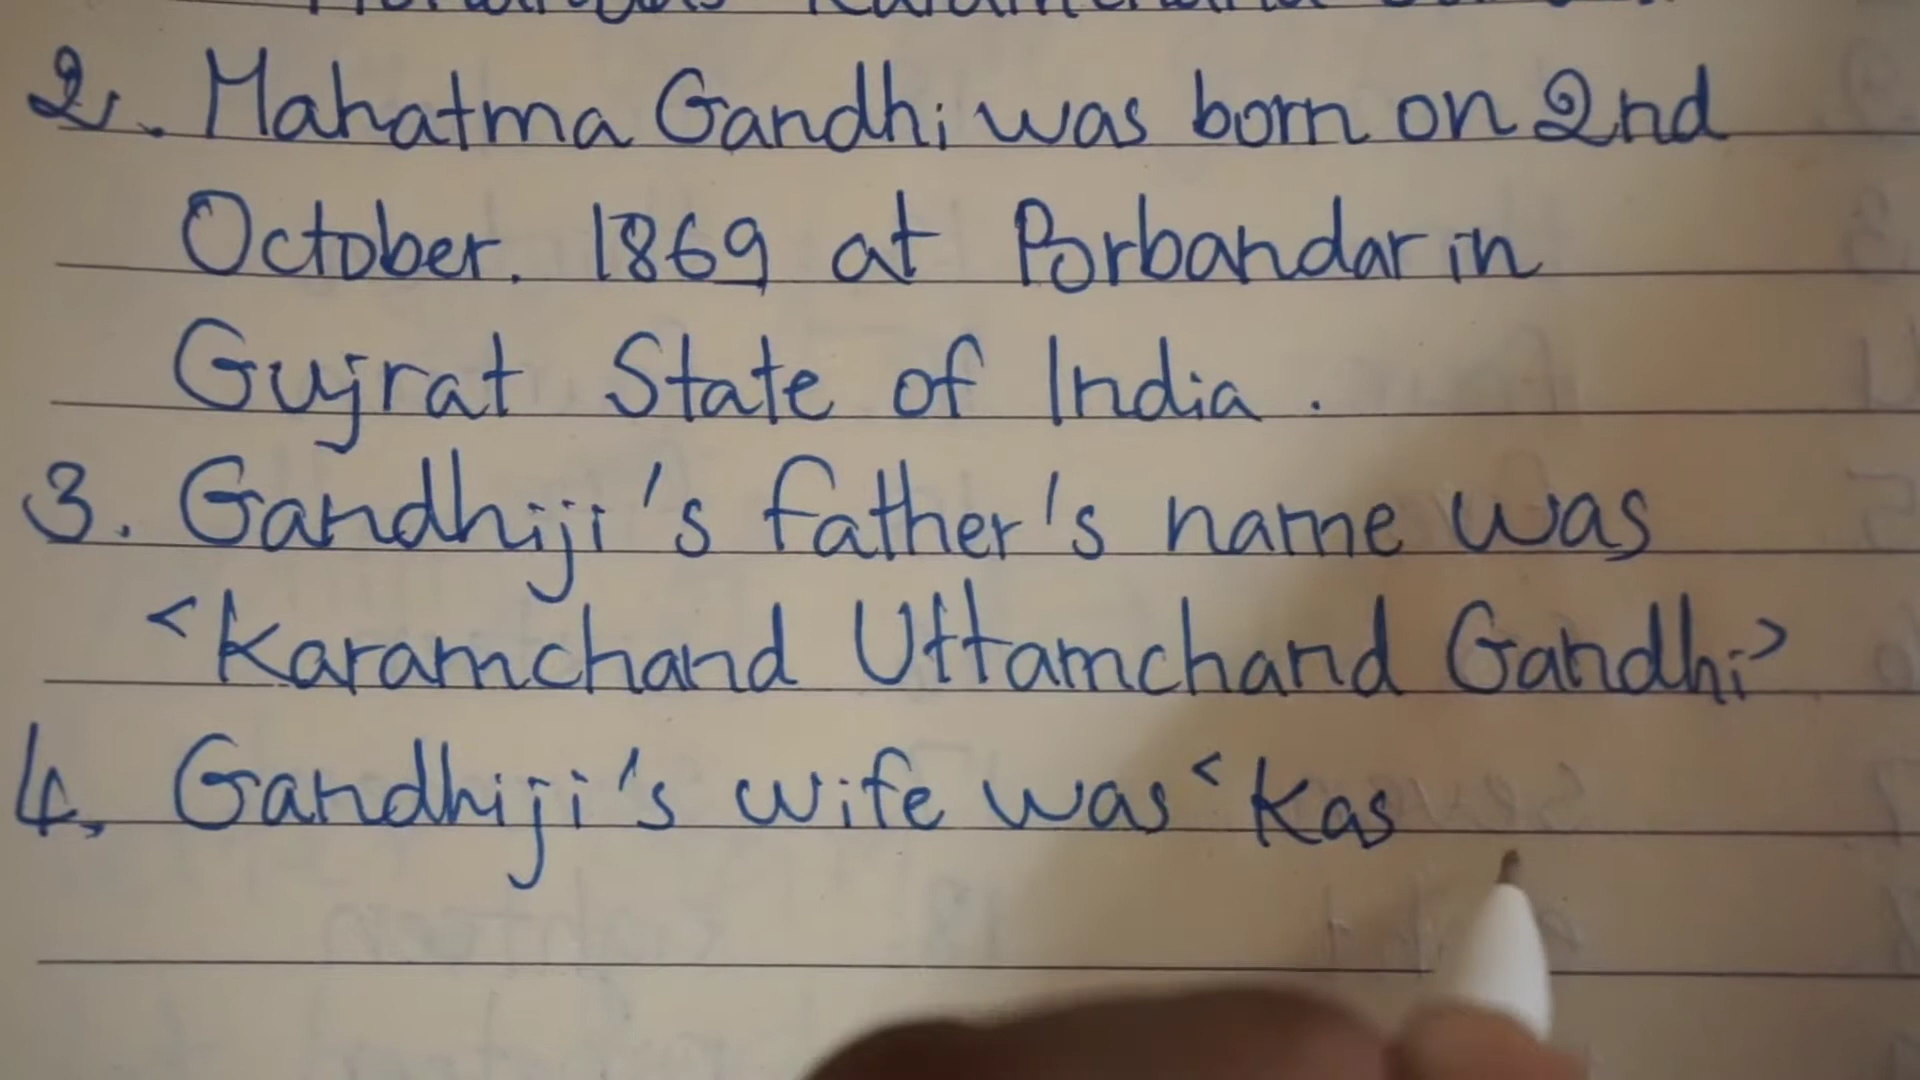 Karamchand
2. Mahatma Gandhi was born on 2nd
October. 1869 at Porbandar in
Gujrat State of India.
3. Gandhiji's father's name was
<Karamchand Uttamchand Gandhi>
4. Gandhiji's wife was <Kas